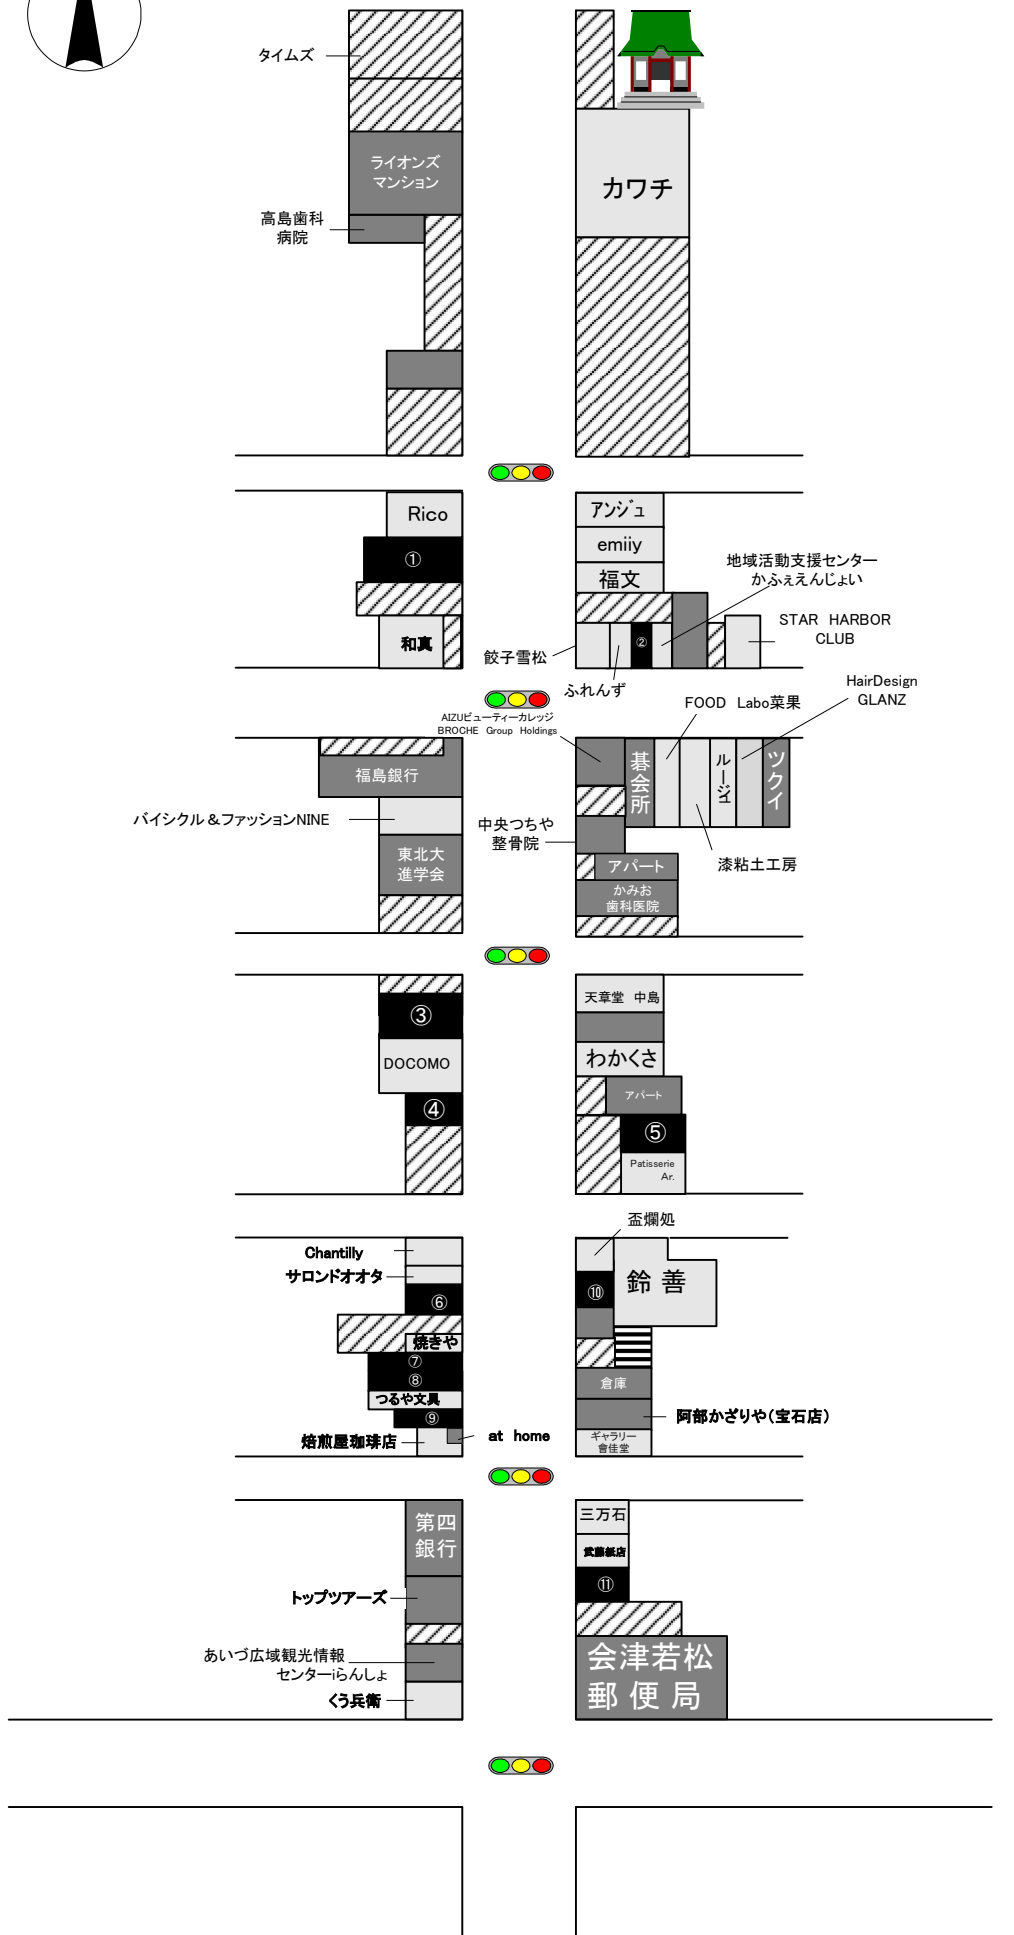 タイムズ
ライオンズ
マンション
カワチ
高島歯科
病院
Rico
①
和真
アンジュ
emiiy
福文
地域活動支援センター
かふぇえんじょい
②
STAR HARBOR
CLUB
餃子雪松
ふれんず
AIZUビューティーカレッジ
BROCHE Group Holdings
FOOD Labo菜果
HairDesign
GLANZ
福島銀行
碁会所
ルージュ
ツクイ
バイシクル&ファッションNINE
中央つちや
整骨院
漆粘土工房
東北大
進学会
アパート
かみお
歯科医院
③
DOCOMO
④
天章堂 中島
わかくさ
アパート
⑤
Patisserie
Ar.
盃爛処
Chantilly
サロンドオオタ
⑥
焼きや
⑦
⑧
つるや文具
⑨
焙煎屋珈琲店
at home
鈴善
⑩
倉庫
阿部かざりや(宝石店)
ギャラリー
會佳堂
第四
銀行
トップツアーズ
あいづ広域観光情報
センターiらんしょ
くう兵衛
三万石
武藤紙店
⑪
会津若松
郵便局